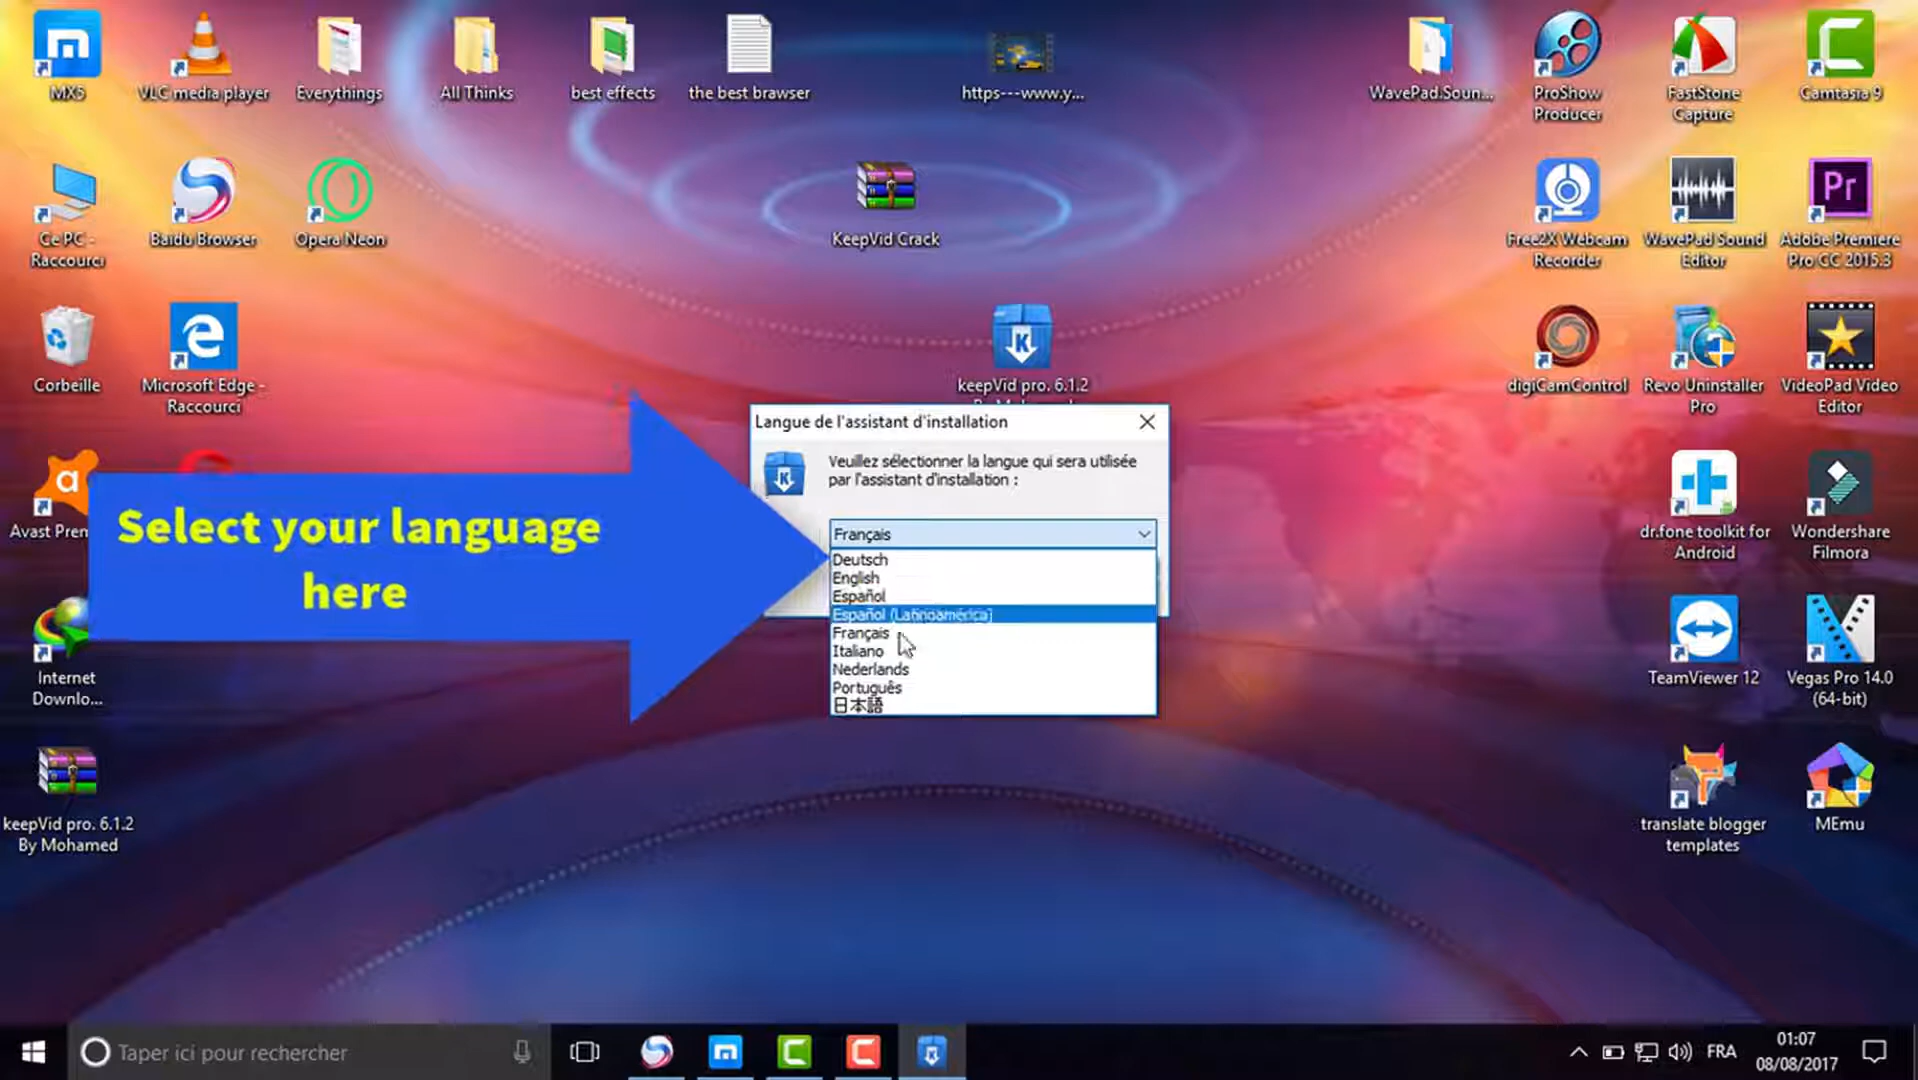 MX5
VLC media player
Everythings
All Thinks
best effects
the best browser
https---www.y...
WavePad.Soun...
ProShow
Producer
FastStone
Capture
Camtasia 9
Ce PC -
Raccourci
Baidu Browser
Opera Neon
KeepVid Crack
Free2X Webcam
Recorder
WavePad Sound
Editor
Pr
Adobe Premiere
Pro CC 2015.3
Corbeille
Microsoft Edge -
Raccourci
K
keepVid pro. 6.1.2
digiCamControl
Revo Uninstaller
Pro
VideoPad Video
Editor
Langue de l'assistant d'installation
Veuillez sélectionner la langue qui sera utilisée
par l'assistant d'installation :
Français
Deutsch
English
Español
Español (Latinoamérica)
Français
Italiano
Nederlands
Português
日本語
Select your language
here
Avast Prem
dr.fone toolkit for
Android
Wondershare
Filmora
Internet
Downlo...
TeamViewer 12
Vegas Pro 14.0
(64-bit)
keepVid pro. 6.1.2
By Mohamed
translate blogger
templates
MEmu
Taper ici pour rechercher
FRA
01:07
08/08/2017